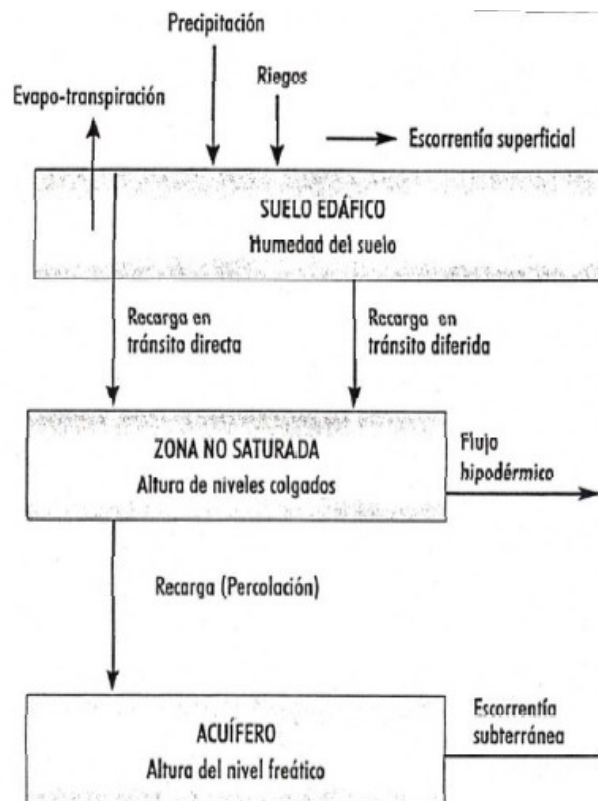 Precipitación
Riegos
Evapo-transpiración
Escorrentía superficial
SUELO EDÁFICO
Humedad del suelo
Recarga en
tránsito directa
Recarga en
tránsito diferida
ZONA NO SATURADA
Altura de niveles colgados
Flujo
hipodérmico
Recarga (Percolación)
ACUÍFERO
Altura del nivel freático
Escorrentía
subterránea